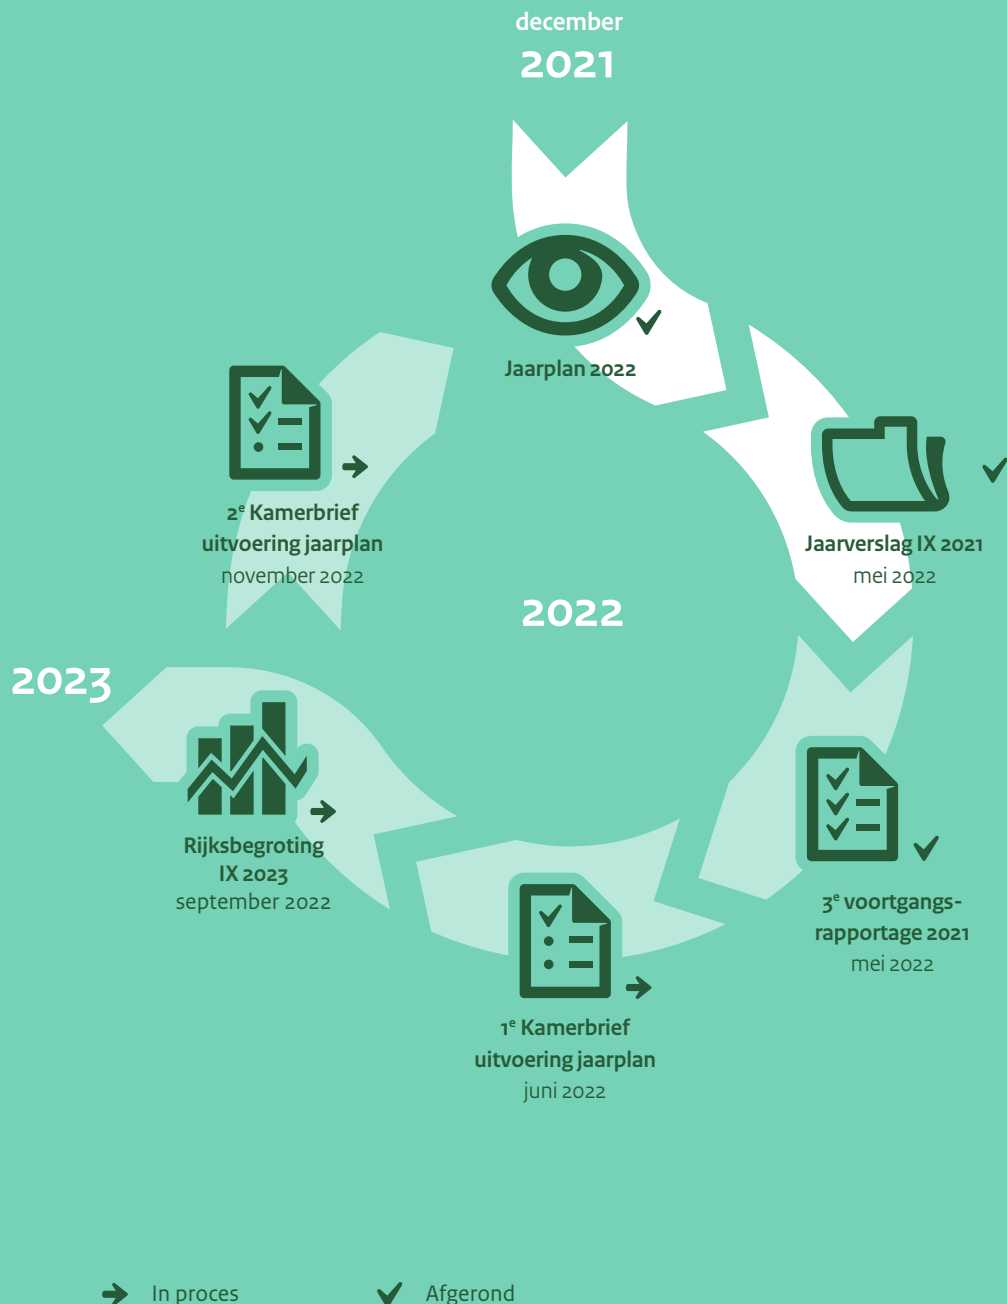 december
2021
Jaarplan 2022
Jaarverslag IX 2021
mei 2022
3e voortgangs-
rapportage 2021
mei 2022
1e Kamerbrief
uitvoering jaarplan
juni 2022
Rijksbegroting
IX 2023
september 2022
2e Kamerbrief
uitvoering jaarplan
november 2022
2022
2023
In proces
Afgerond